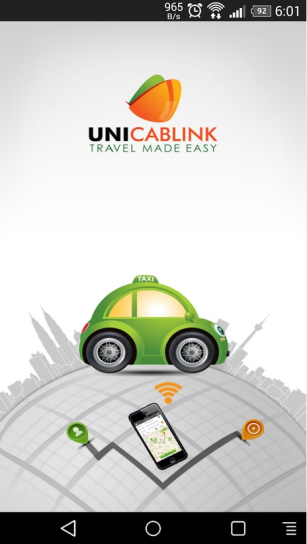 965
B/s
92
6:01
UNICABLINK
TRAVEL MADE EASY
TAXI